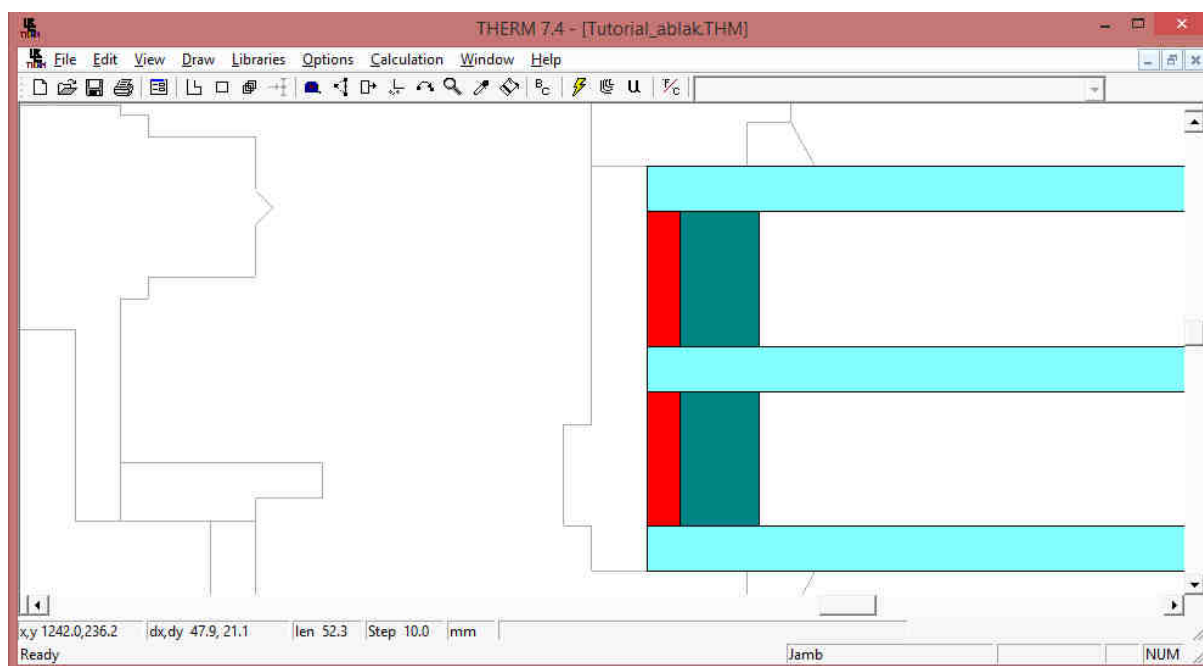 THERM 7.4 - [Tutorial_ablak.THM]
File Edit View Draw Libraries Options Calculation Window Help
BC U F/C
x,y 1242.0,236.2 dx,dy 47.9, 21.1 len 52.3 Step 10.0 mm
Ready Jamb NUM